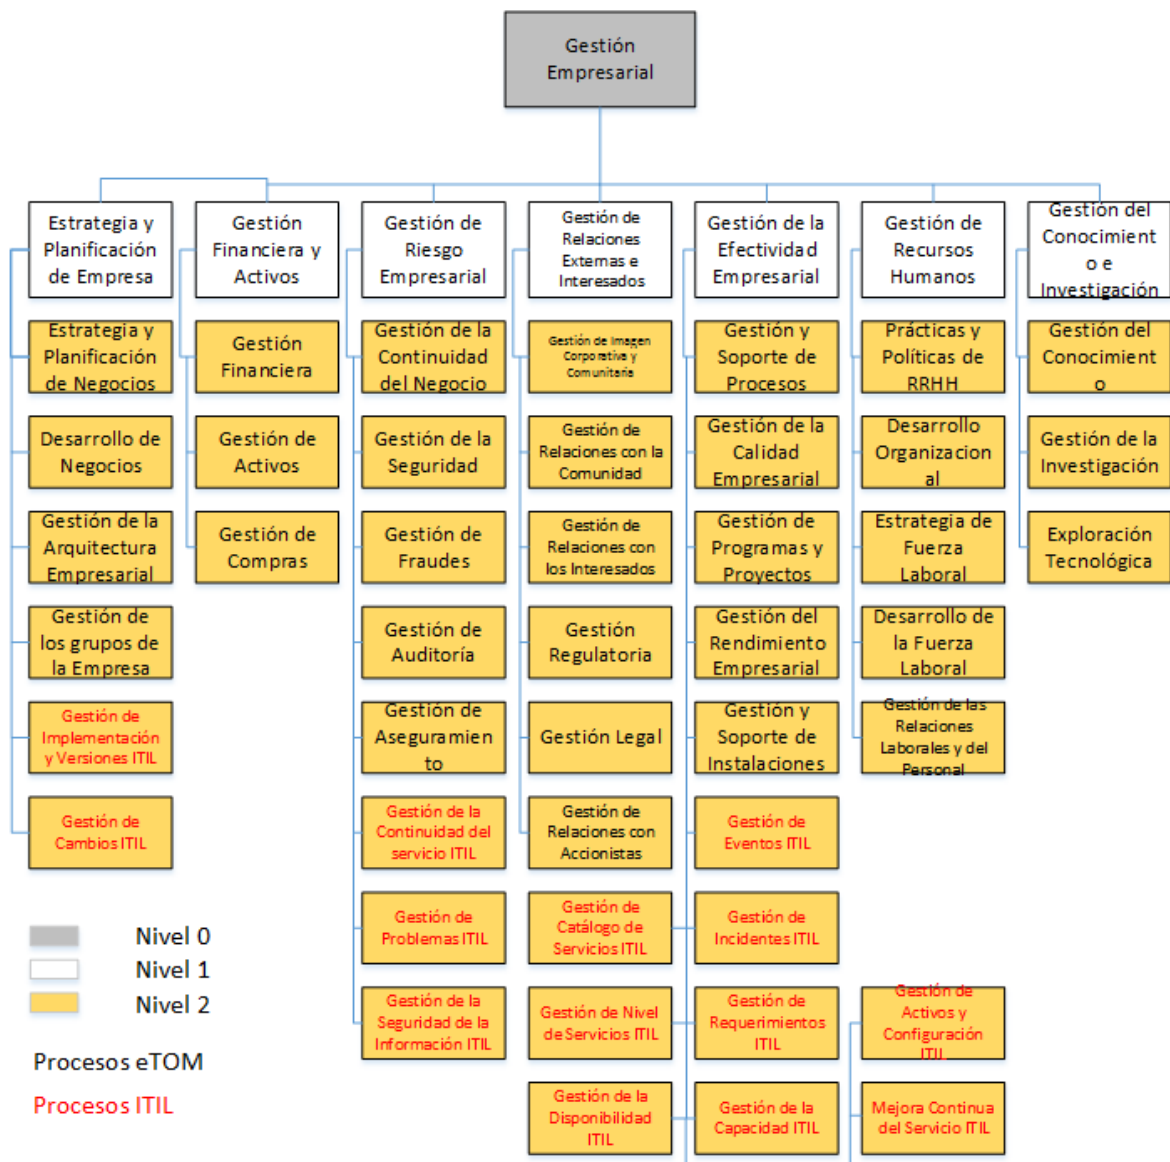 Gestión
Empresarial
Estrategia y
Planificación
de Empresa
Gestión
Financiera y
Activos
Gestión de
Riesgo
Empresarial
Gestión de
Relaciones
Externas e
Interesados
Gestión de la
Efectividad
Empresarial
Gestión de
Recursos
Humanos
Gestión del
Conocimient
o e
Investigación
Estrategia y
Planificación
de Negocios
Gestión
Financiera
Gestión de la
Continuidad
del Negocio
Gestión de Imagen
Corporativa y
Comunitaria
Gestión y
Soporte de
Procesos
Prácticas y
Políticas de
RRHH
Gestión del
Conocimient
o
Desarrollo de
Negocios
Gestión de
Activos
Gestión de la
Seguridad
Gestión de
Relaciones con la
Comunidad
Gestión de la
Calidad
Empresarial
Desarrollo
Organizacion
al
Gestión de la
Investigación
Gestión de la
Arquitectura
Empresarial
Gestión de
Compras
Gestión de
Fraudes
Gestión de
Relaciones con
los Interesados
Gestión de
Programas y
Proyectos
Estrategia de
Fuerza
Laboral
Exploración
Tecnológica
Gestión de
los grupos de
la Empresa
Gestión de
Auditoría
Gestión
Regulatoria
Gestión del
Rendimiento
Empresarial
Desarrollo de
la Fuerza
Laboral
Gestión de
Implementación
y Versiones ITIL
Gestión de
Aseguramien
to
Gestión Legal
Gestión y
Soporte de
Instalaciones
Gestión de las
Relaciones
Laborales y del
Personal
Gestión de
Cambios ITIL
Gestión de la
Continuidad del
servicio ITIL
Gestión de
Relaciones con
Accionistas
Gestión de
Eventos ITIL
Gestión de
Problemas ITIL
Gestión de
Catálogo de
Servicios ITIL
Gestión de
Incidentes ITIL
Gestión de la
Seguridad de la
Información ITIL
Gestión de Nivel
de Servicios ITIL
Gestión de
Requerimientos
ITIL
Gestión de
Activos y
Configuración
ITIL
Gestión de la
Disponibilidad
ITIL
Gestión de la
Capacidad ITIL
Mejora Continua
del Servicio ITIL
Nivel 0
Nivel 1
Nivel 2
Procesos eTOM
Procesos ITIL